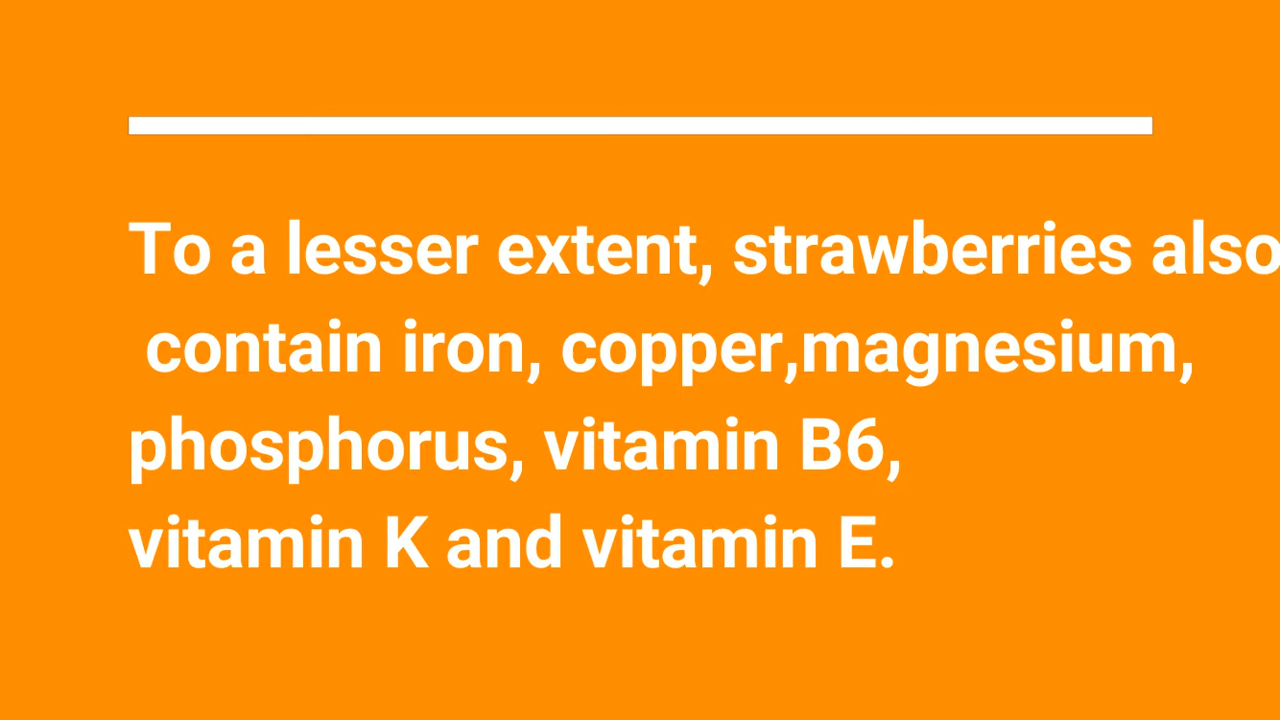 To a lesser extent, strawberries also
contain iron, copper,magnesium,
phosphorus, vitamin B6,
vitamin K and vitamin E.